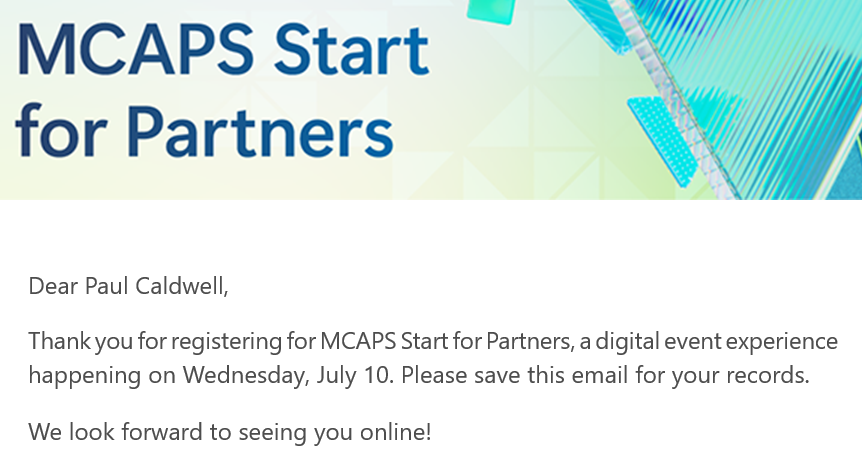 MCAPS Start
for Partners
Dear Paul Caldwell,
Thank you for registering for MCAPS Start for Partners, a digital event experience
happening on Wednesday, July 10. Please save this email for your records.
We look forward to seeing you online!